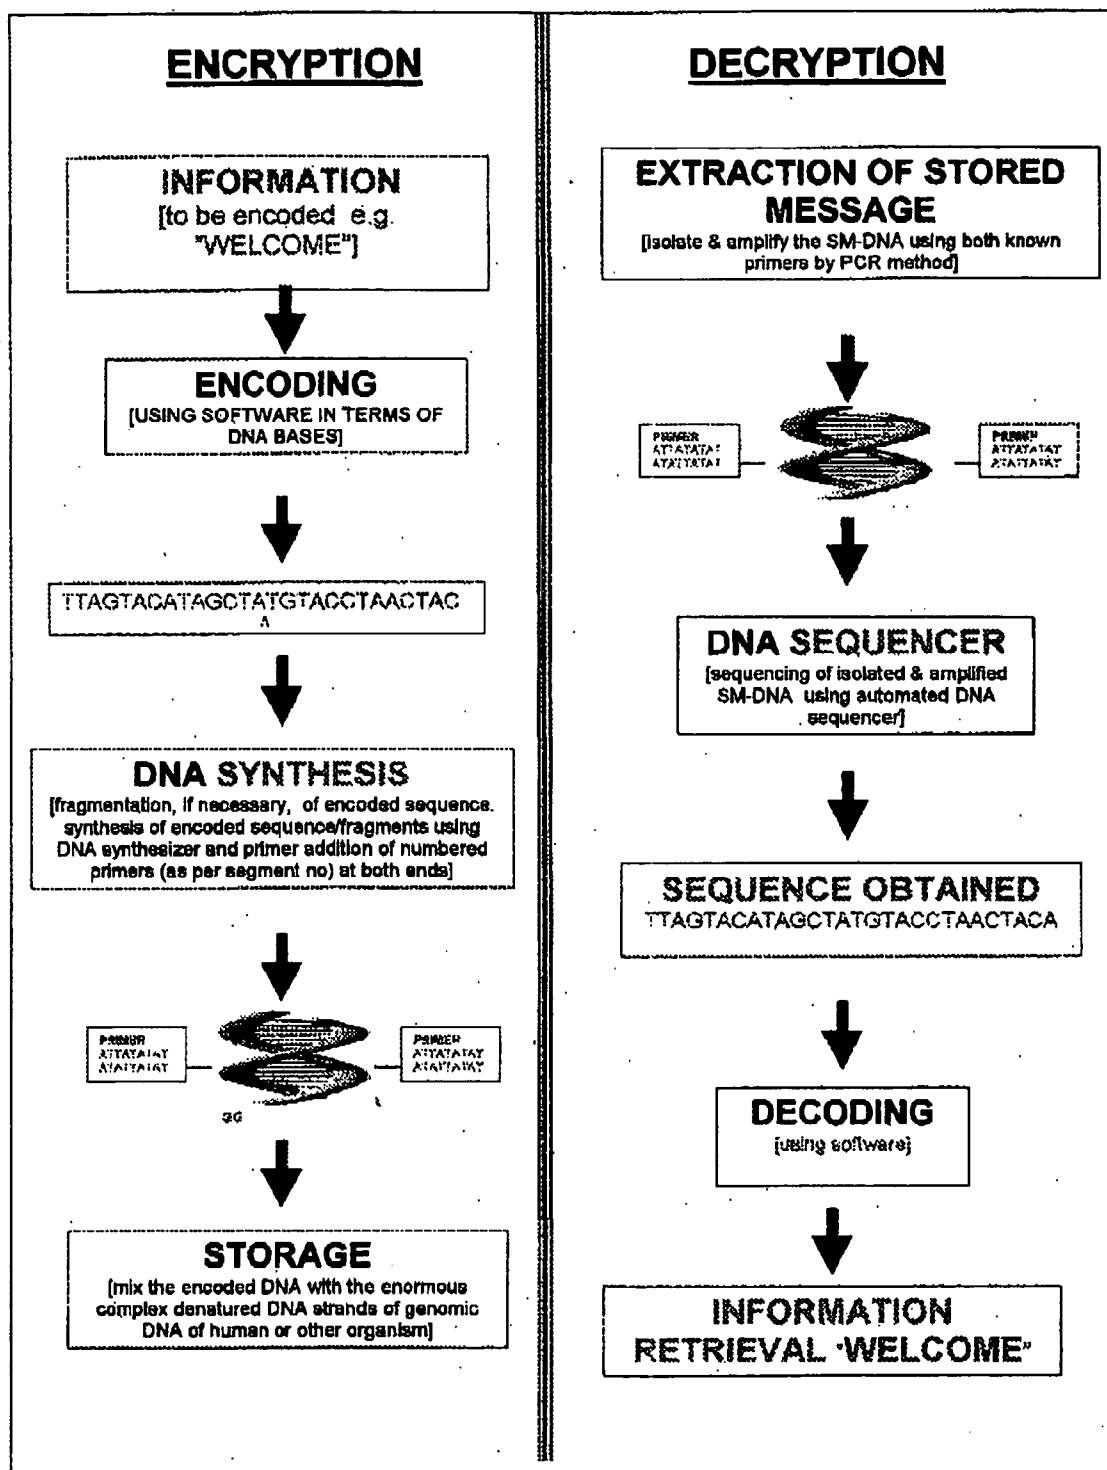 ENCRYPTION
INFORMATION
[to be encoded e.g.
"WELCOME"]
ENCODING
[USING SOFTWARE IN TERMS OF
DNA BASES]
TTAGTACATAGCTATGTACCTAACTAC
A
DNA SYNTHESIS
[fragmentation, if necessary, of encoded sequence.
synthesis of encoded sequence/fragments using
DNA synthesizer and primer addition of numbered
primers (as per segment no) at both ends]
PRIMER
PRIMER
STORAGE
[mix the encoded DNA with the enormous
complex denatured DNA strands of genomic
DNA of human or other organism]
DECRYPTION
EXTRACTION OF STORED
MESSAGE
[isolate & amplify the SM-DNA using both known
primers by PCR method]
PRIMER
PRIMER
DNA SEQUENCER
[sequencing of isolated & amplified
SM-DNA using automated DNA
sequencer]
SEQUENCE OBTAINED
TTAGTACATAGCTATGTACCTAACTACA
DECODING
[using software]
INFORMATION
RETRIEVAL "WELCOME"